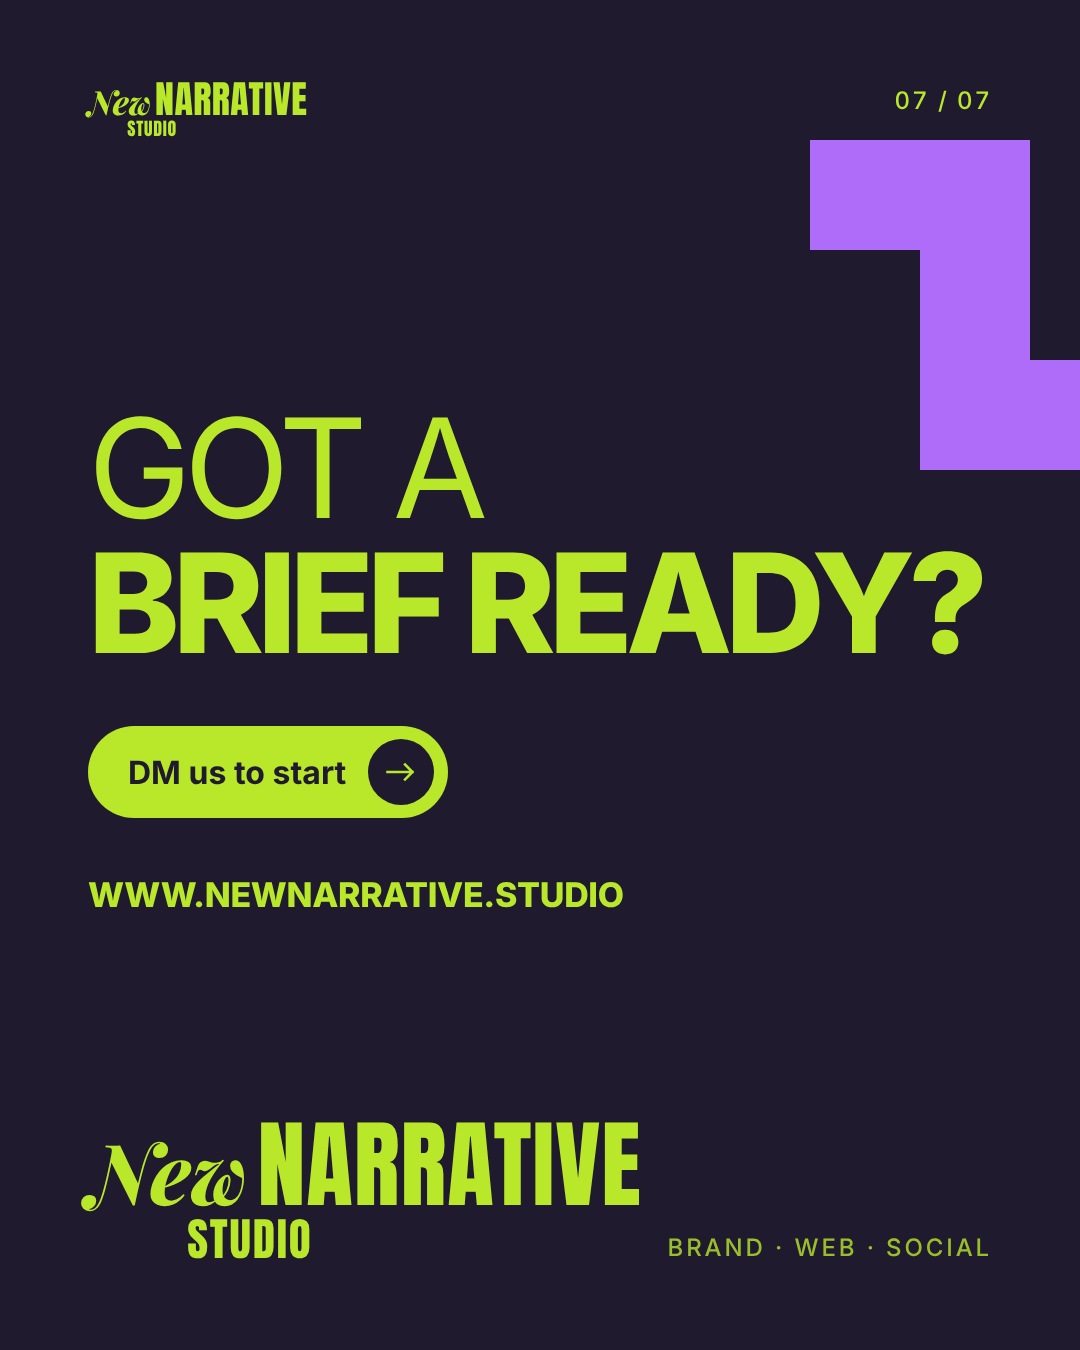 New NARRATIVE
STUDIO
07 / 07
GOT A
BRIEF READY?
DM us to start →
WWW.NEWNARRATIVE.STUDIO
New NARRATIVE
STUDIO
BRAND · WEB · SOCIAL